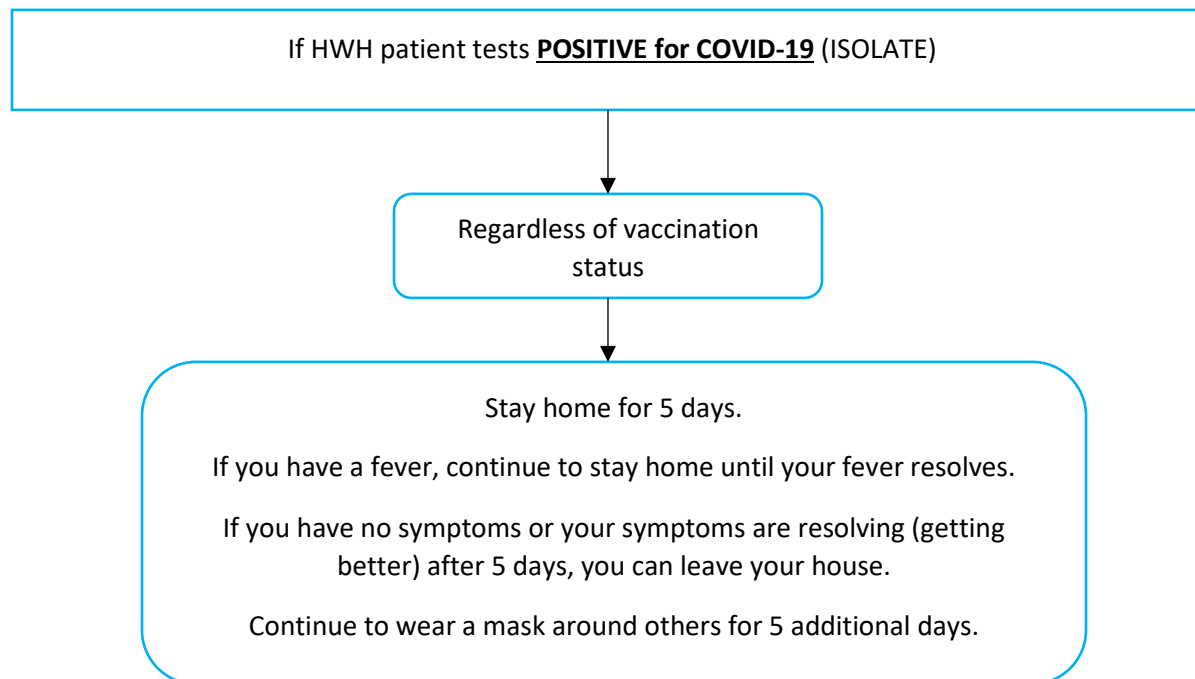 If HWH patient tests POSITIVE for COVID-19 (ISOLATE)
Regardless of vaccination
status
Stay home for 5 days.
If you have a fever, continue to stay home until your fever resolves.
If you have no symptoms or your symptoms are resolving (getting
better) after 5 days, you can leave your house.
Continue to wear a mask around others for 5 additional days.